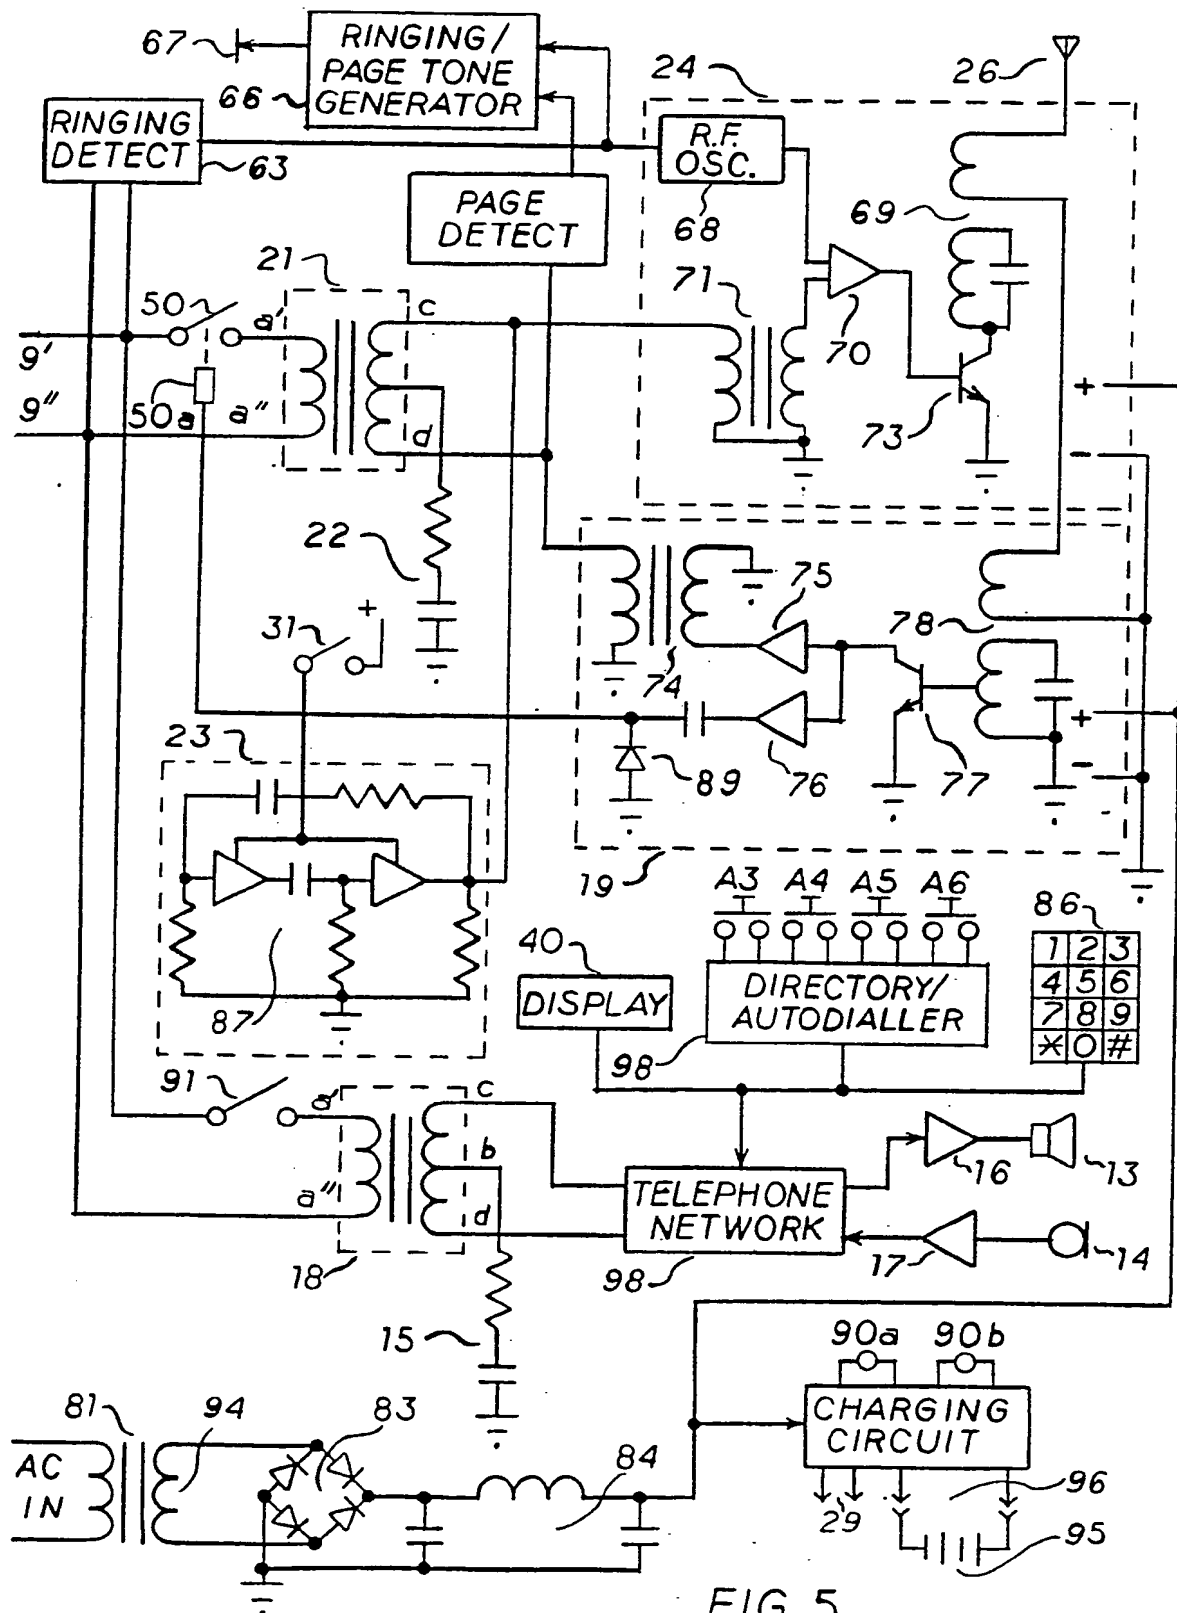 67
RINGING/
PAGE TONE
GENERATOR
66
24
26
RINGING
DETECT
63
R.F.
OSC.
68
69
PAGE
DETECT
21
71
50
a'
c
70
9'
9"
50a
a"
d
73
+
-
22
75
31
+
78
74
23
89
76
77
+
-
19
A3 A4 A5 A6
86
1 2 3
4 5 6
7 8 9
* 0 #
40
DISPLAY
DIRECTORY/
AUTODIALLER
98
87
91
a'
c
b
a"
d
16
13
TELEPHONE
NETWORK
98
17
14
18
15
90a 90b
81
94
83
CHARGING
CIRCUIT
84
AC
IN
29
96
95
FIG. 5